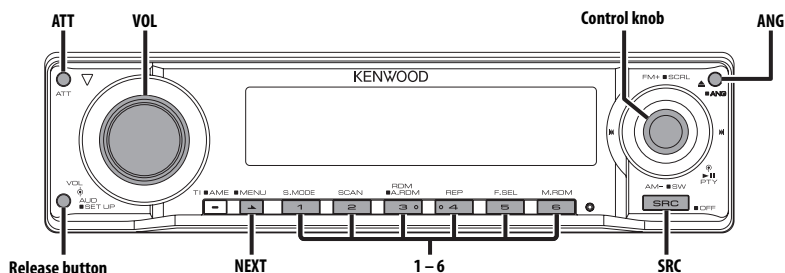 ATT
VOL
Control knob
ANG
KENWOOD
FM+ ■SCRL
ATT
■ANG
VOL
AUD
■SET UP
TI ■AME
■MENU
S.MODE
SCAN
RDM
■A.RDM
REP
F.SEL
M.RDM
AM– ■SW
PTY
1
2
3
4
5
6
SRC
■OFF
Release button
NEXT
1 – 6
SRC